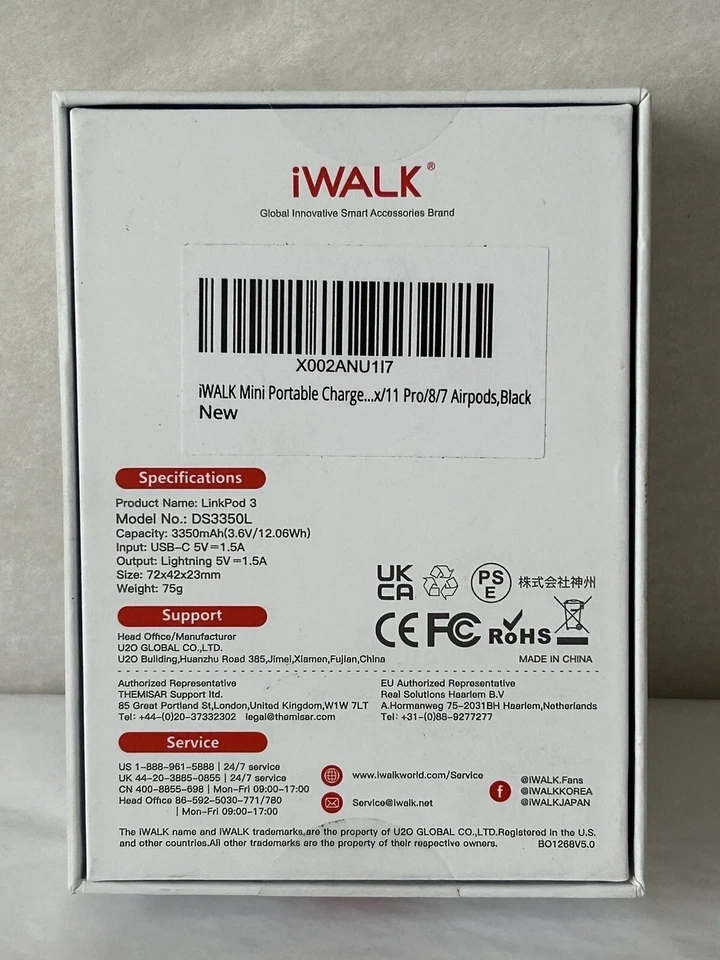 iWALK®
Global Innovative Smart Accessories Brand
X002ANU1I7
iWALK Mini Portable Charge...x/11 Pro/8/7 Airpods,Black
New
Specifications
Product Name: LinkPod 3
Model No.: DS3350L
Capacity: 3350mAh(3.6V/12.06Wh)
Input: USB-C 5V⎓1.5A
Output: Lightning 5V⎓1.5A
Size: 72x42x23mm
Weight: 75g
UK
CA
PS
E
株式会社神州
CE FC RoHS
MADE IN CHINA
Support
Head Office/Manufacturer
U2O GLOBAL CO.,LTD.
U2O Building,Huanzhu Road 385,Jimei,Xiamen,Fujian,China
Authorized Representative
THEMISAR Support ltd.
85 Great Portland St,London,United Kingdom,W1W 7LT
Tel: +44-(0)20-37332302 legal@themisar.com
EU Authorized Representative
Real Solutions Haarlem B.V
A.Hormanweg 75-2031BH Haarlem,Netherlands
Tel: +31-(0)88-9277277
Service
US 1-888-961-5888 | 24/7 service
UK 44-20-3885-0855 | 24/7 service
CN 400-8855-698 | Mon-Fri 09:00-17:00
Head Office 86-592-5030-771/780
| Mon-Fri 09:00-17:00
www.iwalkworld.com/Service
Service@iwalk.net
f
@iWALK.Fans
@iWALKKOREA
@iWALKJAPAN
The iWALK name and iWALK trademarks are the property of U2O GLOBAL CO.,LTD.Registered in the U.S.
and other countries.All other trademarks are the property of their respective owners.
BO1268V5.0